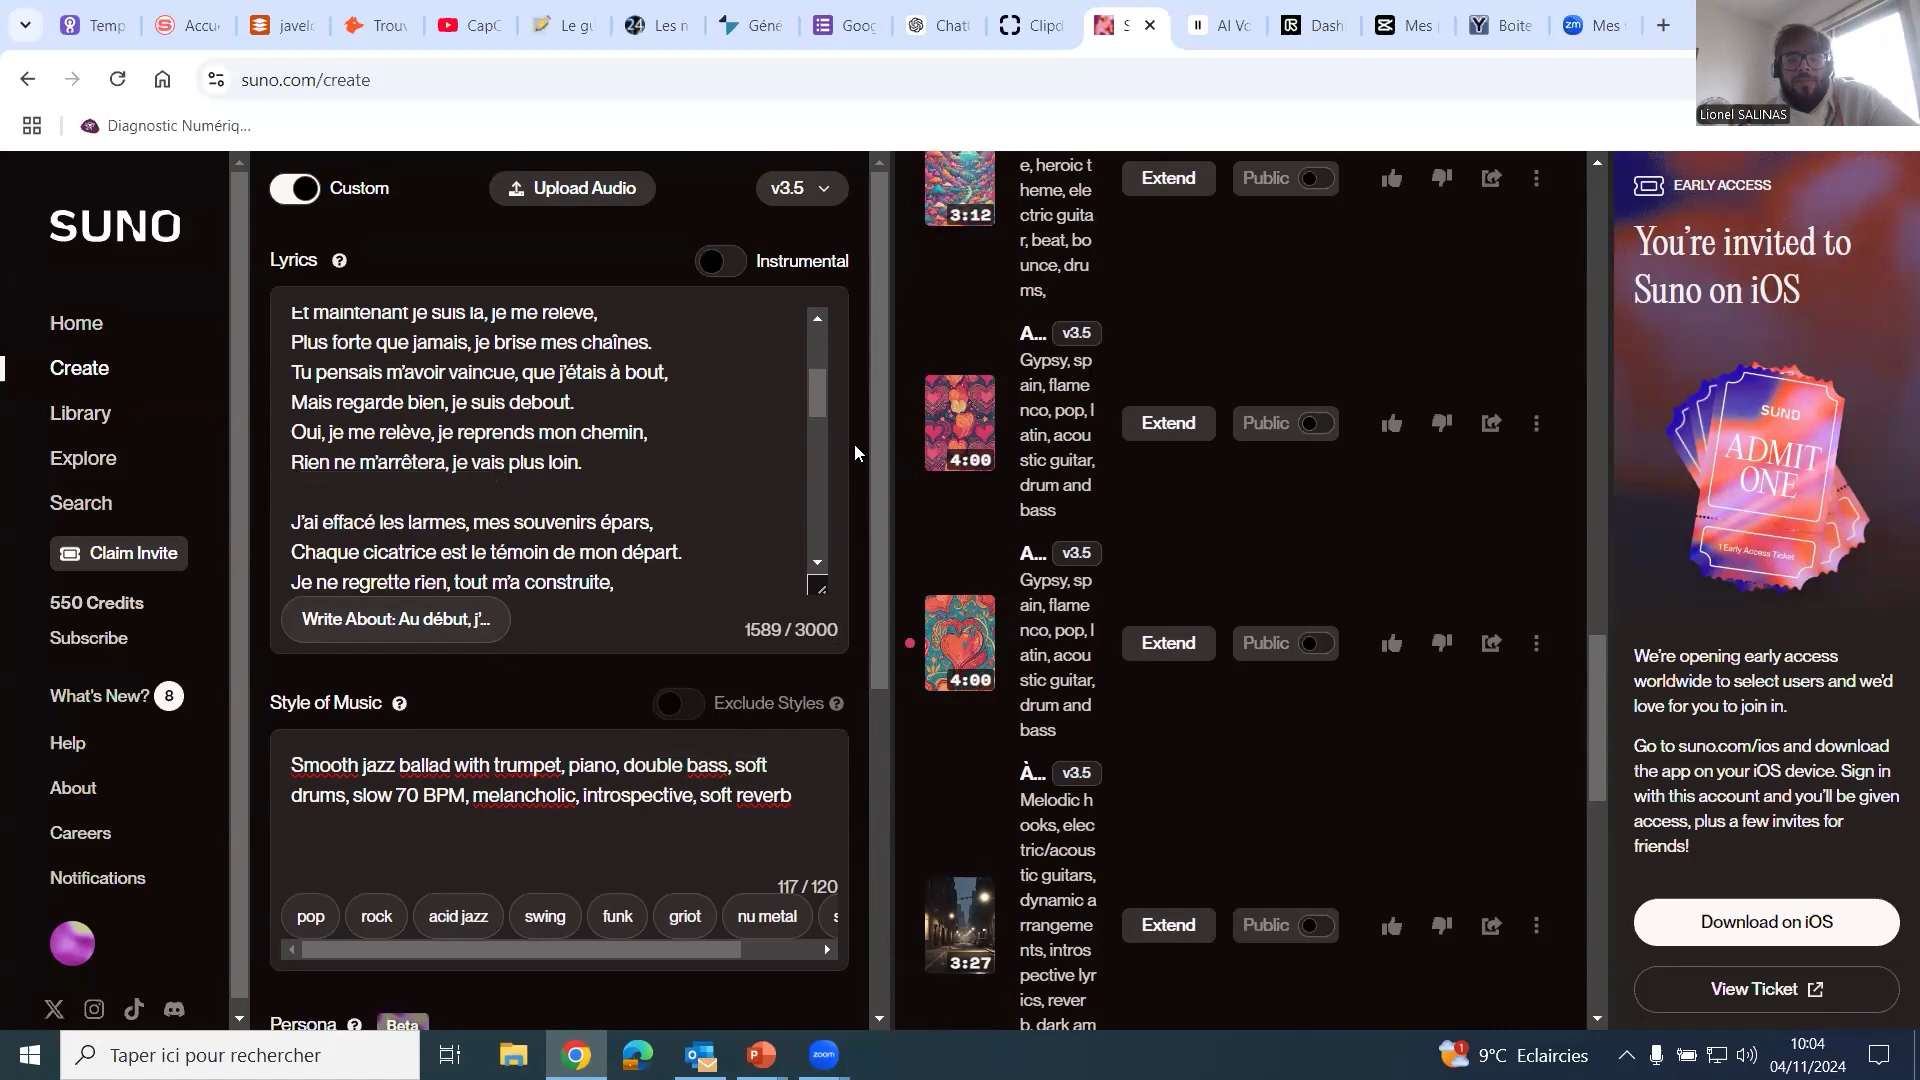 Temp
Accu
javelo
Trouv
CapC
Le gu
24
Les n
Géné
Goog
Chat
Clipd
S
AI Vo
Dash
Mes
Boite
zm
Mes
suno.com/create
Diagnostic Numériq...
Lionel SALINAS
SUNO
Home
Create
Library
Explore
Search
Claim Invite
550 Credits
Subscribe
What's New? 8
Help
About
Careers
Notifications
Custom
Upload Audio
v3.5
Lyrics
Instrumental
Et maintenant je suis là, je me relève,
Plus forte que jamais, je brise mes chaînes.
Tu pensais m'avoir vaincue, que j'étais à bout,
Mais regarde bien, je suis debout.
Oui, je me relève, je reprends mon chemin,
Rien ne m'arrêtera, je vais plus loin.
J'ai effacé les larmes, mes souvenirs épars,
Chaque cicatrice est le témoin de mon départ.
Je ne regrette rien, tout m'a construite,
Write About: Au début, j'...
1589 / 3000
Style of Music
Exclude Styles
Smooth jazz ballad with trumpet, piano, double bass, soft
drums, slow 70 BPM, melancholic, introspective, soft reverb
117 / 120
pop
rock
acid jazz
swing
funk
griot
nu metal
s
Persona
Beta
3:12
e, heroic t
heme, ele
ctric guita
r, beat, bo
unce, dru
ms,
Extend
Public
A... v3.5
4:00
Gypsy, sp
ain, flame
nco, pop, l
atin, acou
stic guitar,
drum and
bass
Extend
Public
A... v3.5
4:00
Gypsy, sp
ain, flame
nco, pop, l
atin, acou
stic guitar,
drum and
bass
Extend
Public
À... v3.5
3:27
Melodic h
ooks, elec
tric/acous
tic guitars,
dynamic a
rrangeme
nts, intros
pective lyr
ics, rever
b, dark am
Extend
Public
EARLY ACCESS
You're invited to
Suno on iOS
SUNO
ADMIT
ONE
1 Early Access Ticket
We're opening early access
worldwide to select users and we'd
love for you to join in.
Go to suno.com/ios and download
the app on your iOS device. Sign in
with this account and you'll be given
access, plus a few invites for
friends!
Download on iOS
View Ticket
Taper ici pour rechercher
zoom
1
9°C Eclaircies
10:04
04/11/2024